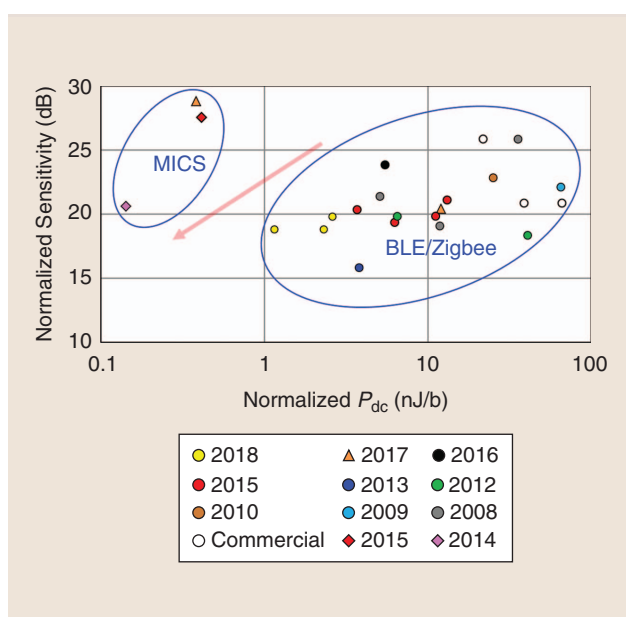 Normalized Sensitivity (dB)
30
25
20
15
10
MICS
BLE/Zigbee
0.1 1 10 100
Normalized Pdc (nJ/b)
2018 2017 2016
2015 2013 2012
2010 2009 2008
Commercial 2015 2014